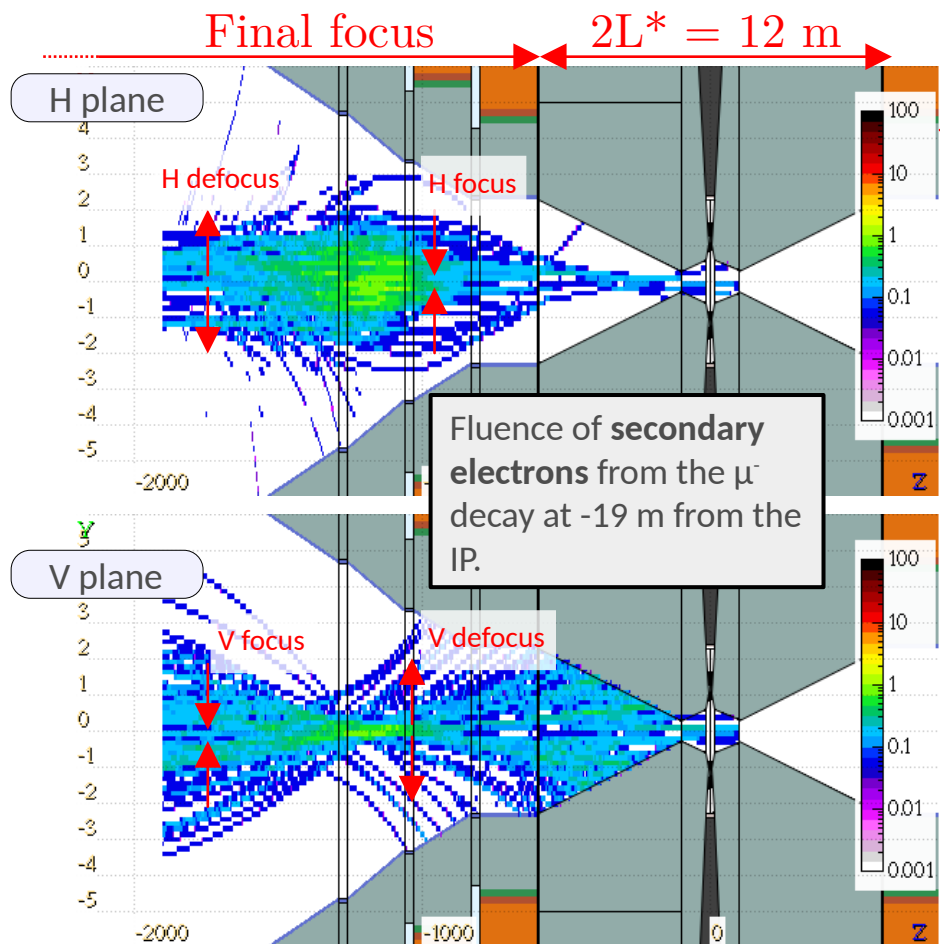 Final focus
2L* = 12 m
H plane
4
3
2
1
0
-1
-2
-3
-4
-5
-2000
H defocus
H focus
100
10
1
0.1
0.01
0.001
Z
Fluence of secondary
electrons from the μ-
decay at -19 m from the
IP.
Y
V plane
3
2
1
0
-1
-2
-3
-4
-5
V focus
V defocus
100
10
1
0.1
0.01
0.001
-2000
-1000
0
Z